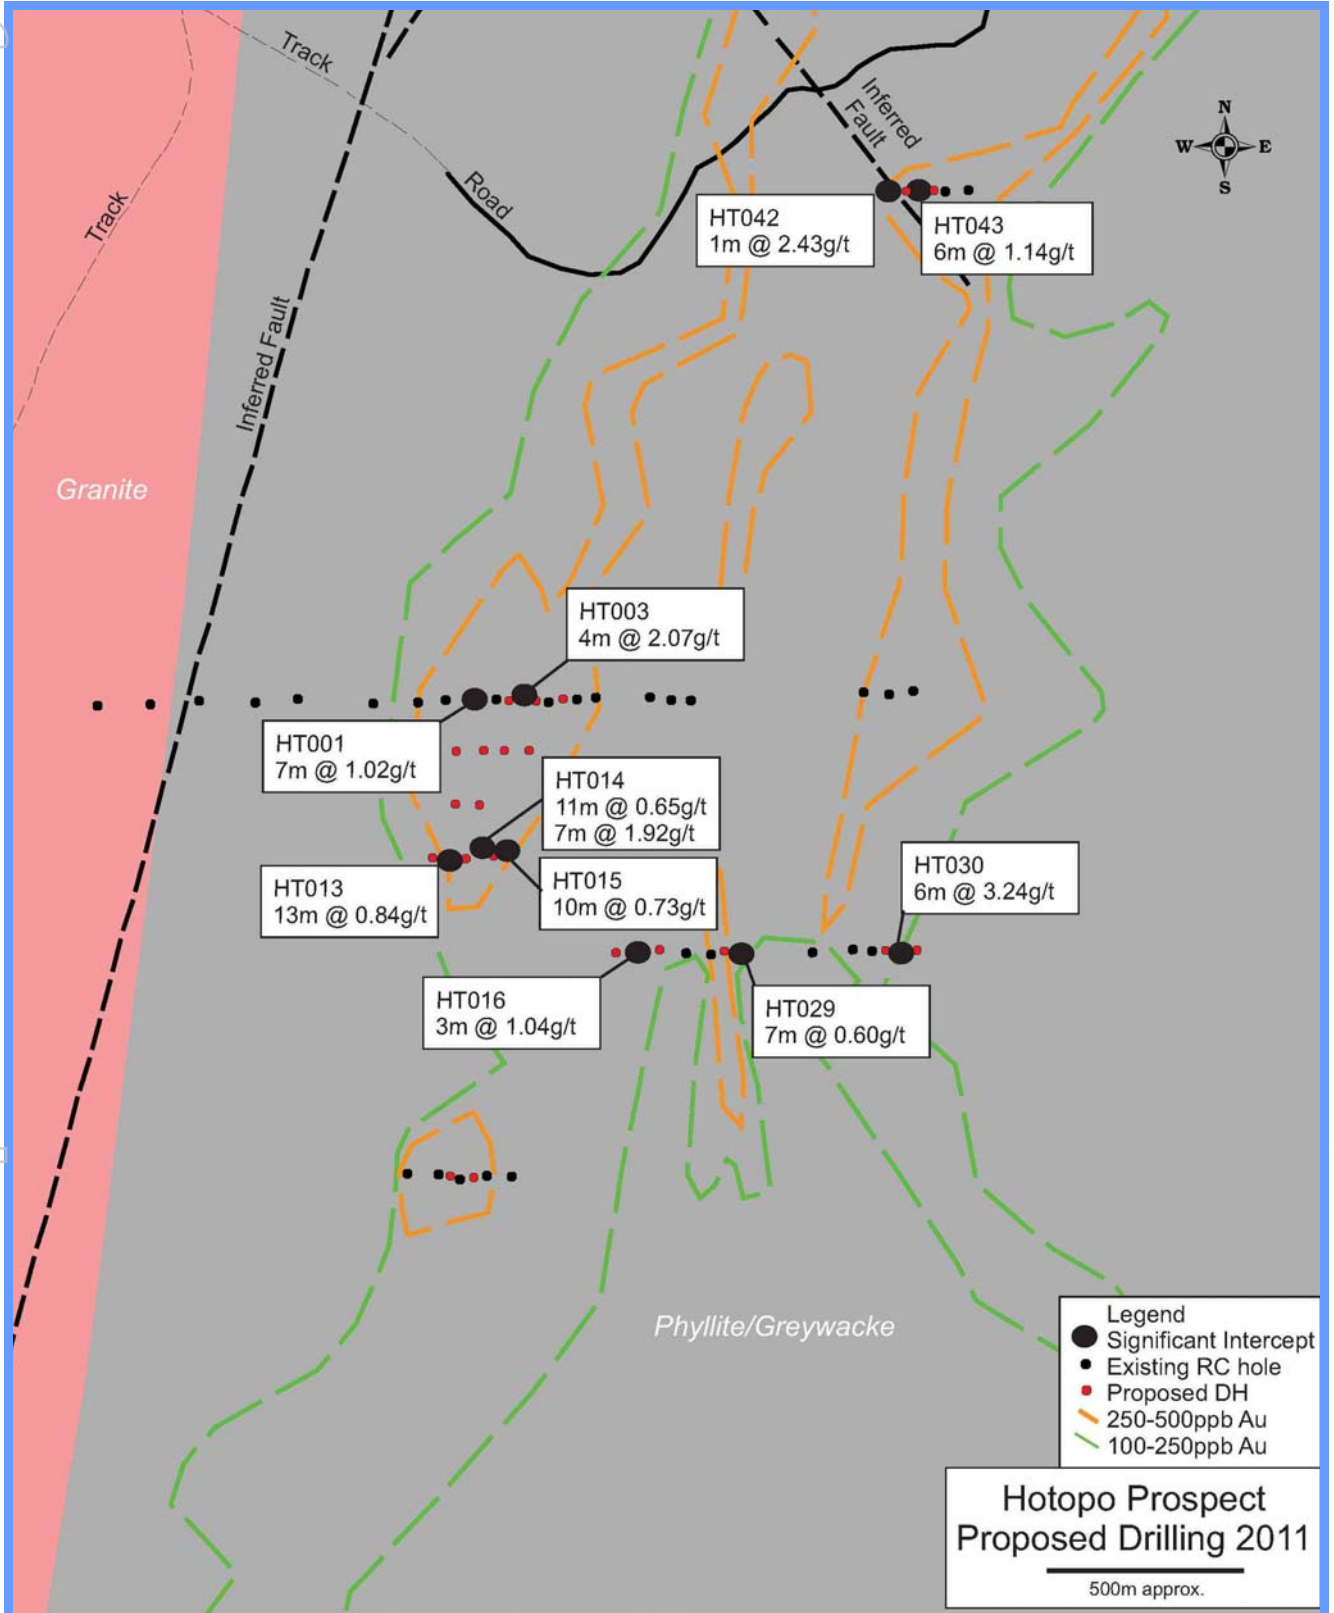 Track
Inferred
Fault
N
W
E
S
Track
Road
HT042
1m @ 2.43g/t
HT043
6m @ 1.14g/t
Inferred Fault
Granite
HT003
4m @ 2.07g/t
HT001
7m @ 1.02g/t
HT014
11m @ 0.65g/t
7m @ 1.92g/t
HT013
13m @ 0.84g/t
HT015
10m @ 0.73g/t
HT030
6m @ 3.24g/t
HT016
3m @ 1.04g/t
HT029
7m @ 0.60g/t
Phyllite/Greywacke
Legend
Significant Intercept
Existing RC hole
Proposed DH
250-500ppb Au
100-250ppb Au
Hotopo Prospect
Proposed Drilling 2011
500m approx.